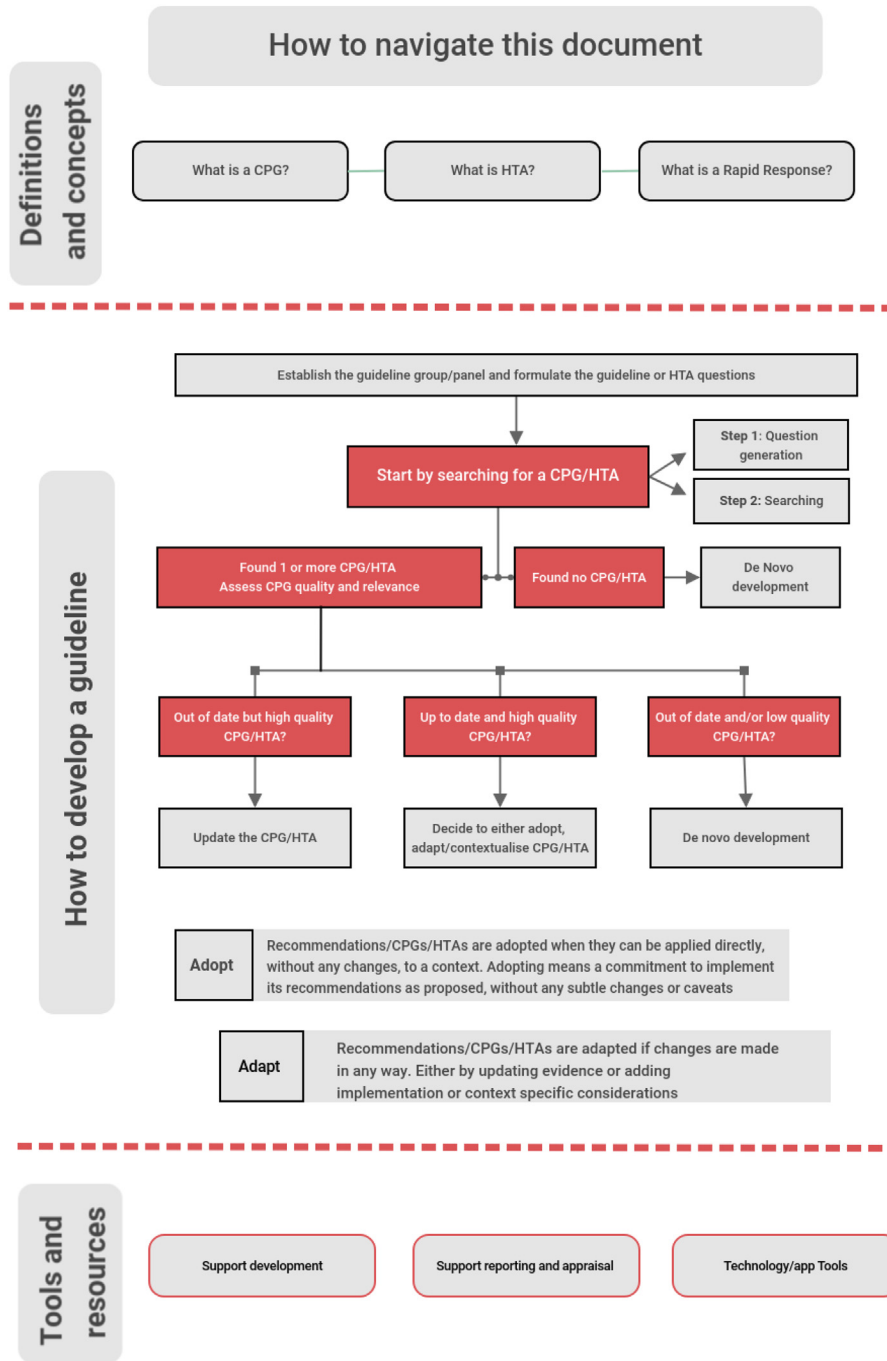 How to navigate this document
Definitions
and concepts
What is a CPG?
What is HTA?
What is a Rapid Response?
Establish the guideline group/panel and formulate the guideline or HTA questions
Start by searching for a CPG/HTA
Step 1: Question
generation
Step 2: Searching
How to develop a guideline
Found 1 or more CPG/HTA
Assess CPG quality and relevance
Found no CPG/HTA
De Novo
development
Out of date but high quality
CPG/HTA?
Up to date and high quality
CPG/HTA?
Out of date and/or low quality
CPG/HTA?
Update the CPG/HTA
Decide to either adopt,
adapt/contextualise CPG/HTA
De novo development
Adopt
Recommendations/CPGs/HTAs are adopted when they can be applied directly,
without any changes, to a context. Adopting means a commitment to implement
its recommendations as proposed, without any subtle changes or caveats
Adapt
Recommendations/CPGs/HTAs are adapted if changes are made
in any way. Either by updating evidence or adding
implementation or context specific considerations
Tools and
resources
Support development
Support reporting and appraisal
Technology/app Tools